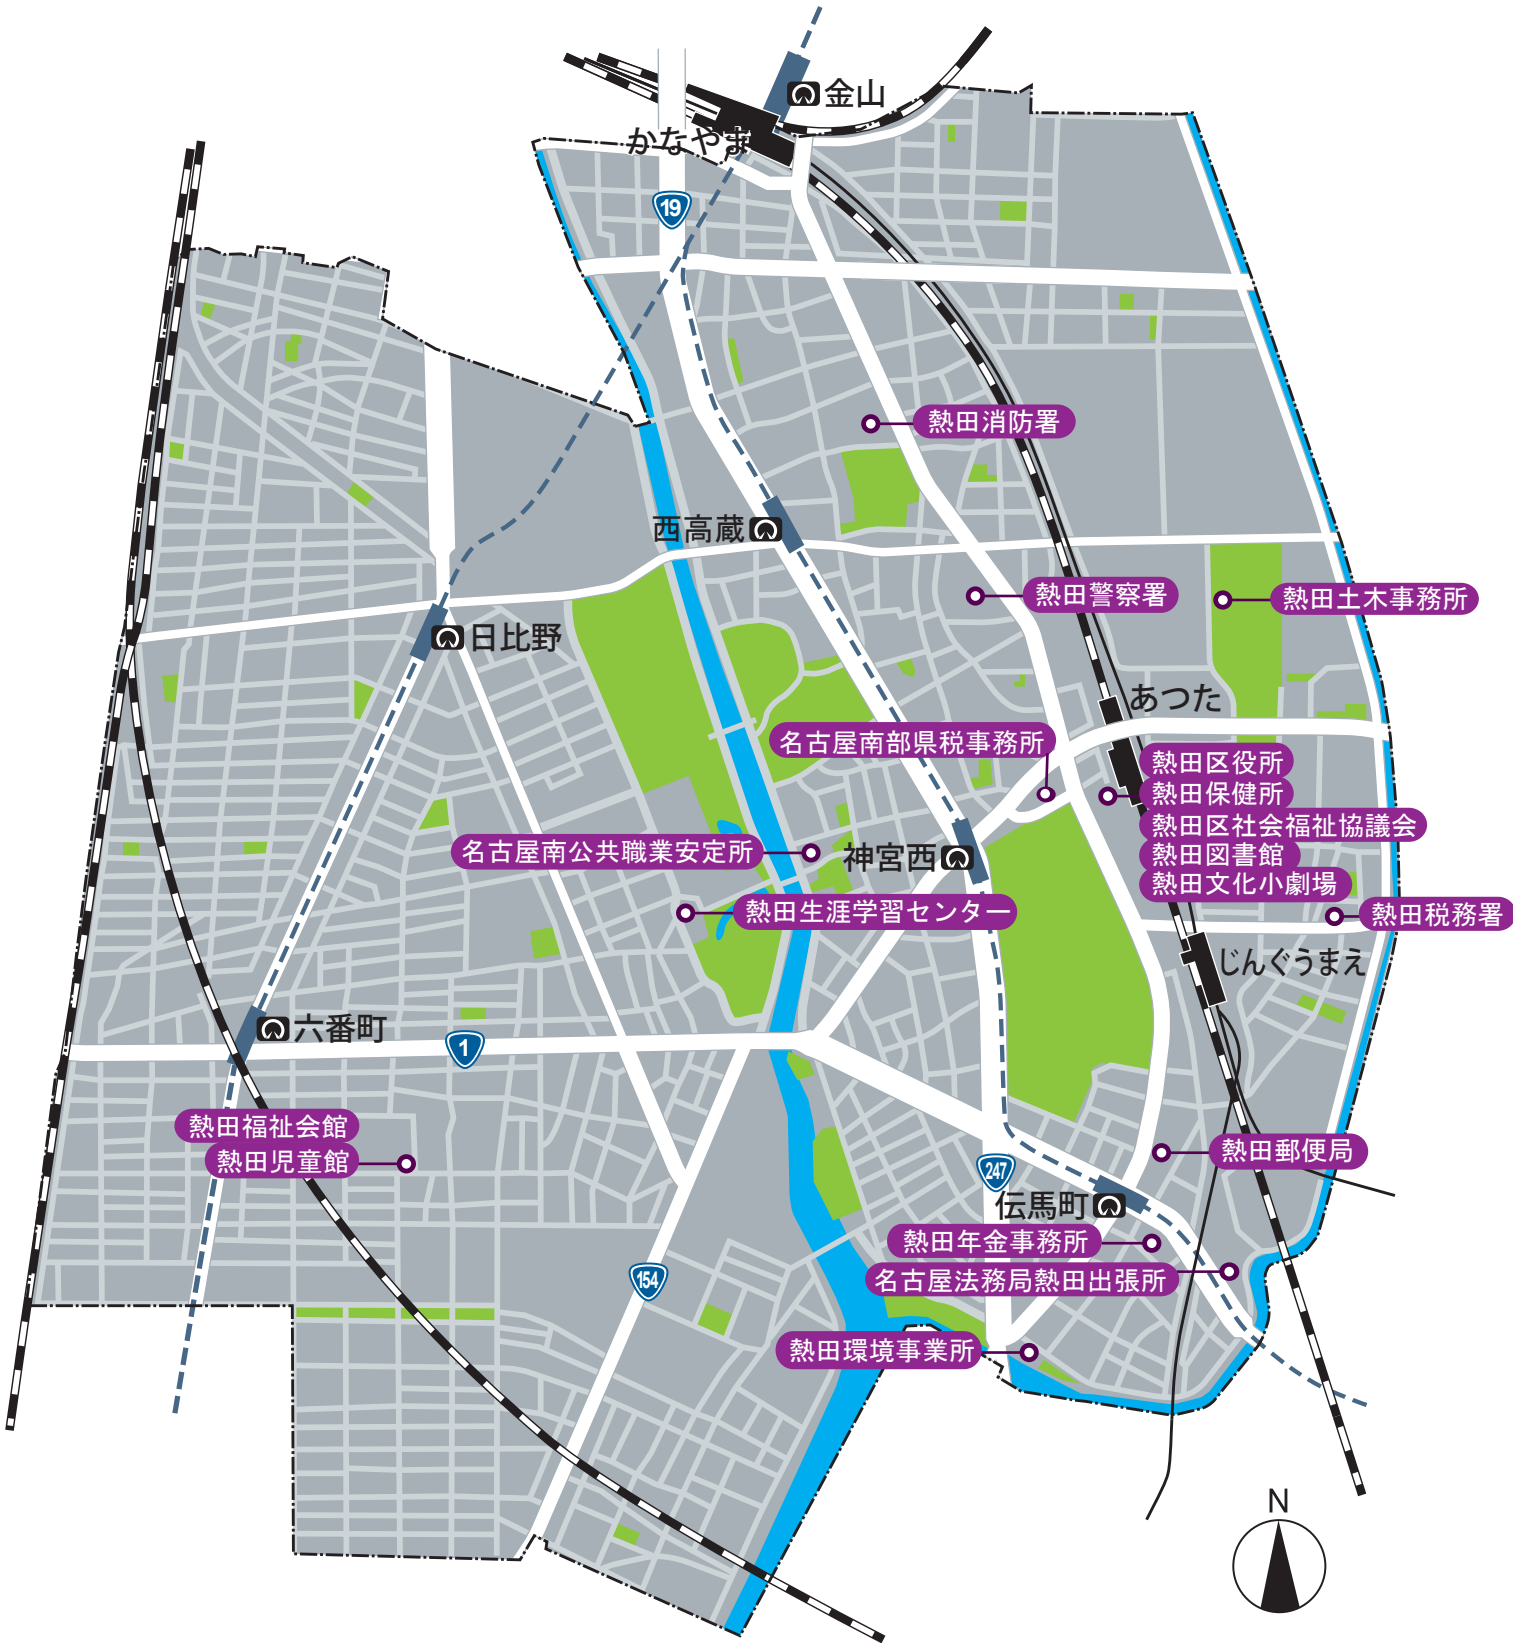 金山
かなやま
19
熱田消防署
西高蔵
熱田警察署
熱田土木事務所
日比野
あつた
名古屋南部県税事務所
熱田区役所
熱田保健所
熱田区社会福祉協議会
熱田図書館
熱田文化小劇場
名古屋南公共職業安定所
神宮西
熱田生涯学習センター
熱田税務署
じんぐうまえ
六番町
1
熱田福祉会館
熱田児童館
熱田郵便局
247
伝馬町
熱田年金事務所
名古屋法務局熱田出張所
154
熱田環境事業所
N